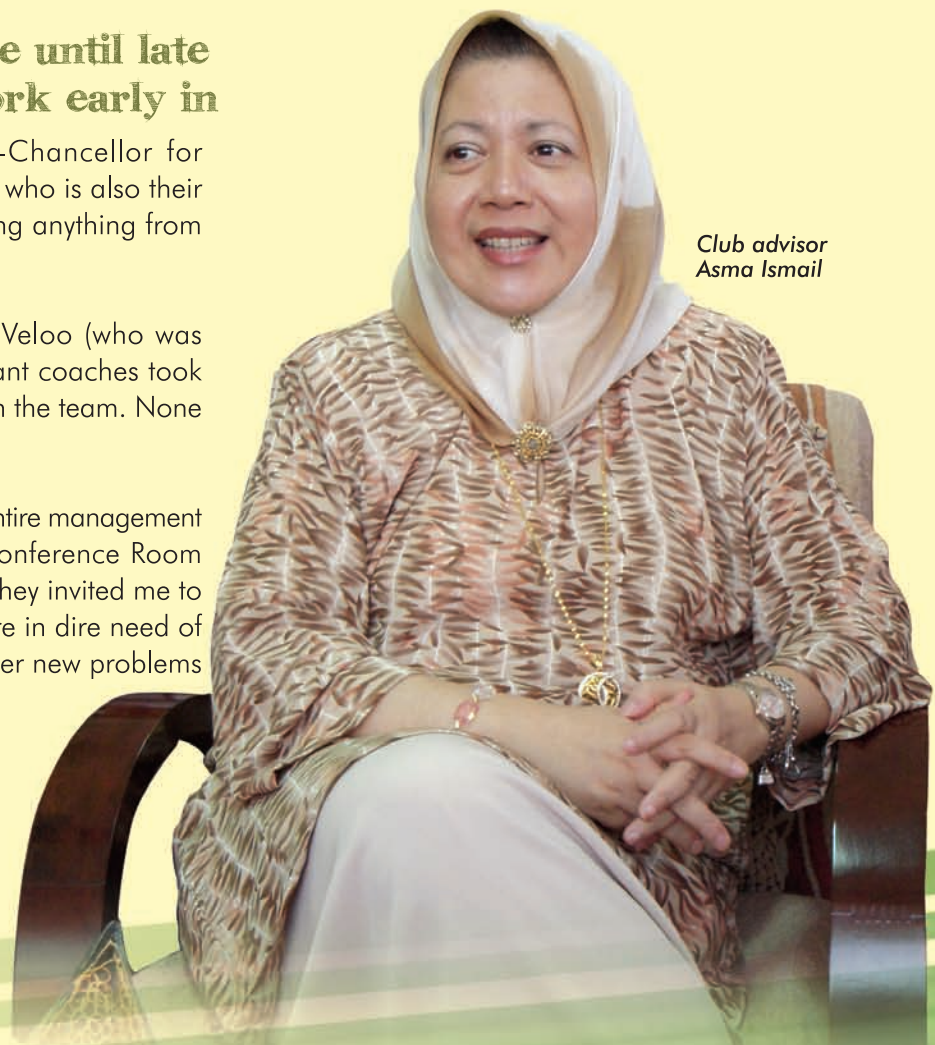 e until late
ork early in
-Chancellor for
who is also their
ng anything from
Veloo (who was
ant coaches took
n the team. None
ntire management
onference Room
hey invited me to
re in dire need of
er new problems
Club advisor
Asma Ismail